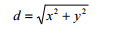 d = √(x² + y²)